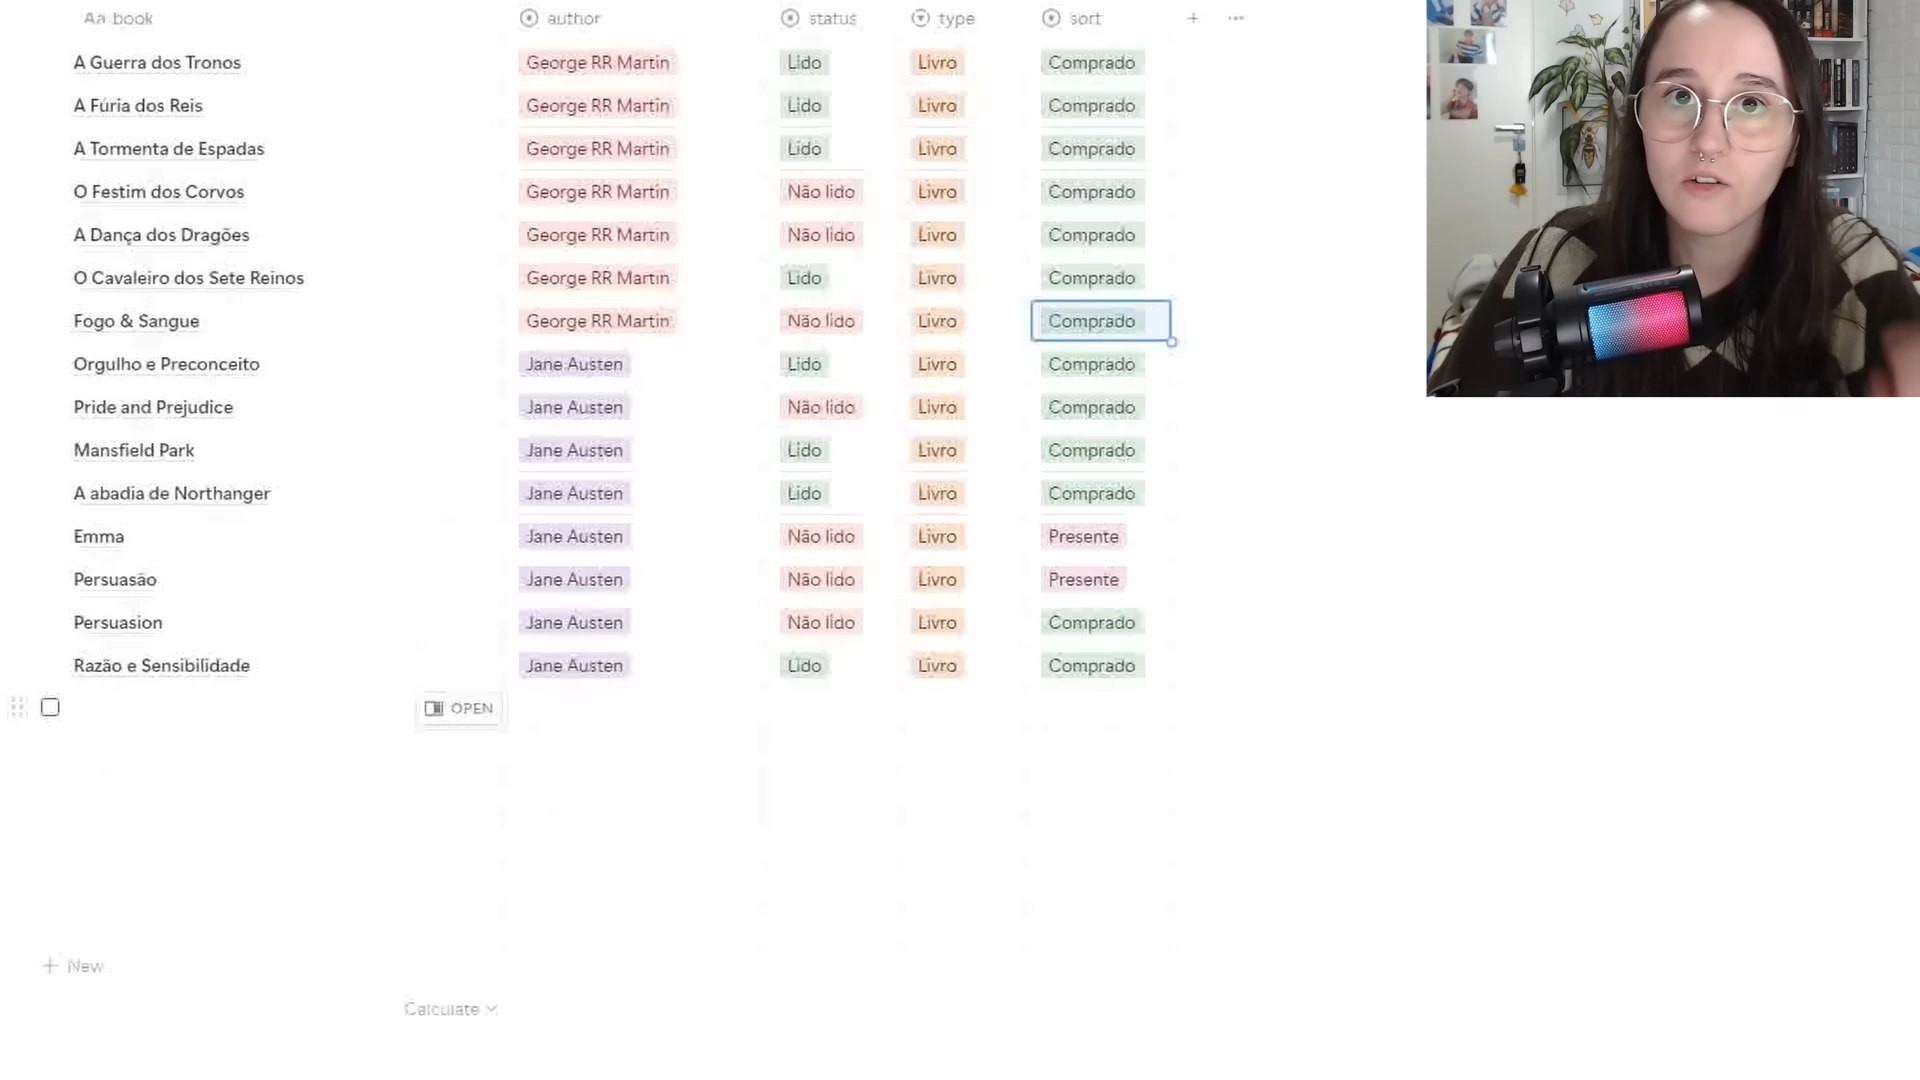 Aa book author status type sort
A Guerra dos Tronos George RR Martin Lido Livro Comprado
A Fúria dos Reis George RR Martin Lido Livro Comprado
A Tormenta de Espadas George RR Martin Lido Livro Comprado
O Festim dos Corvos George RR Martin Não lido Livro Comprado
A Dança dos Dragões George RR Martin Não lido Livro Comprado
O Cavaleiro dos Sete Reinos George RR Martin Lido Livro Comprado
Fogo & Sangue George RR Martin Não lido Livro Comprado
Orgulho e Preconceito Jane Austen Lido Livro Comprado
Pride and Prejudice Jane Austen Não lido Livro Comprado
Mansfield Park Jane Austen Lido Livro Comprado
A abadia de Northanger Jane Austen Lido Livro Comprado
Emma Jane Austen Não lido Livro Presente
Persuasão Jane Austen Não lido Livro Presente
Persuasion Jane Austen Não lido Livro Comprado
Razão e Sensibilidade Jane Austen Lido Livro Comprado
OPEN
+ New
Calculate